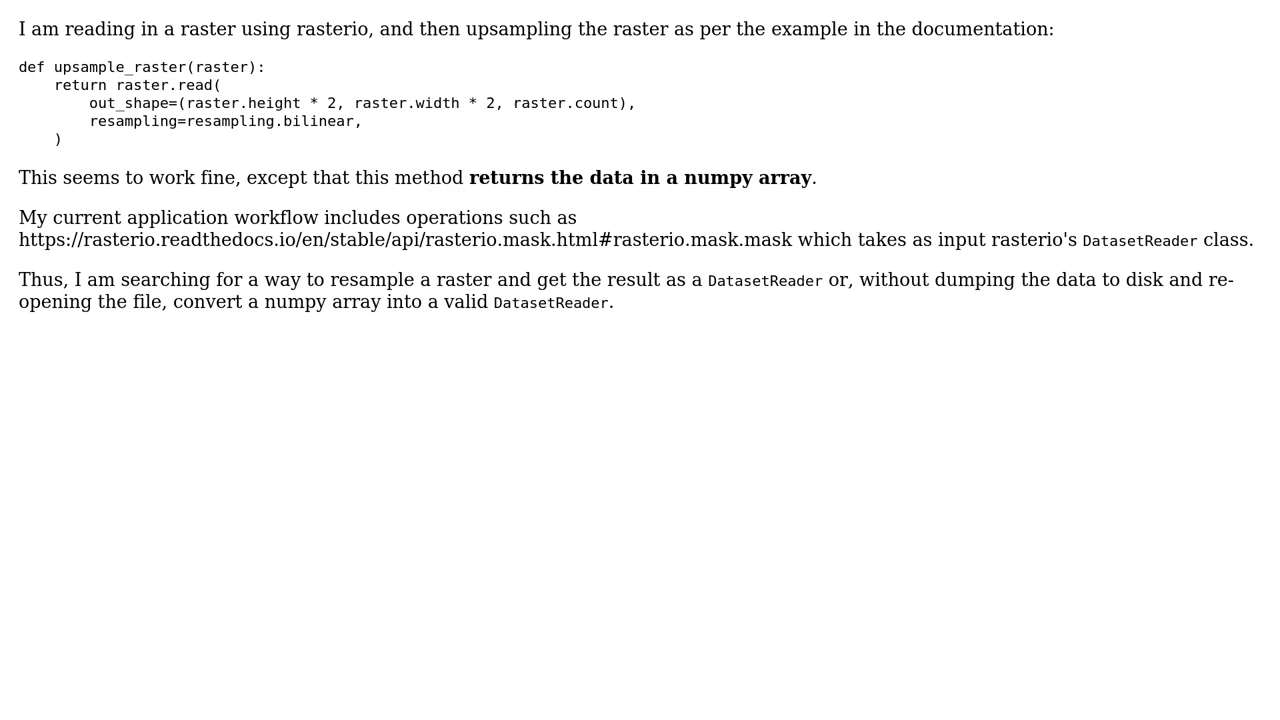 I am reading in a raster using rasterio, and then upsampling the raster as per the example in the documentation:
def upsample_raster(raster):
    return raster.read(
        out_shape=(raster.height * 2, raster.width * 2, raster.count),
        resampling=resampling.bilinear,
    )
This seems to work fine, except that this method returns the data in a numpy array.
My current application workflow includes operations such as
https://rasterio.readthedocs.io/en/stable/api/rasterio.mask.html#rasterio.mask.mask which takes as input rasterio's DatasetReader class.
Thus, I am searching for a way to resample a raster and get the result as a DatasetReader or, without dumping the data to disk and re-
opening the file, convert a numpy array into a valid DatasetReader.